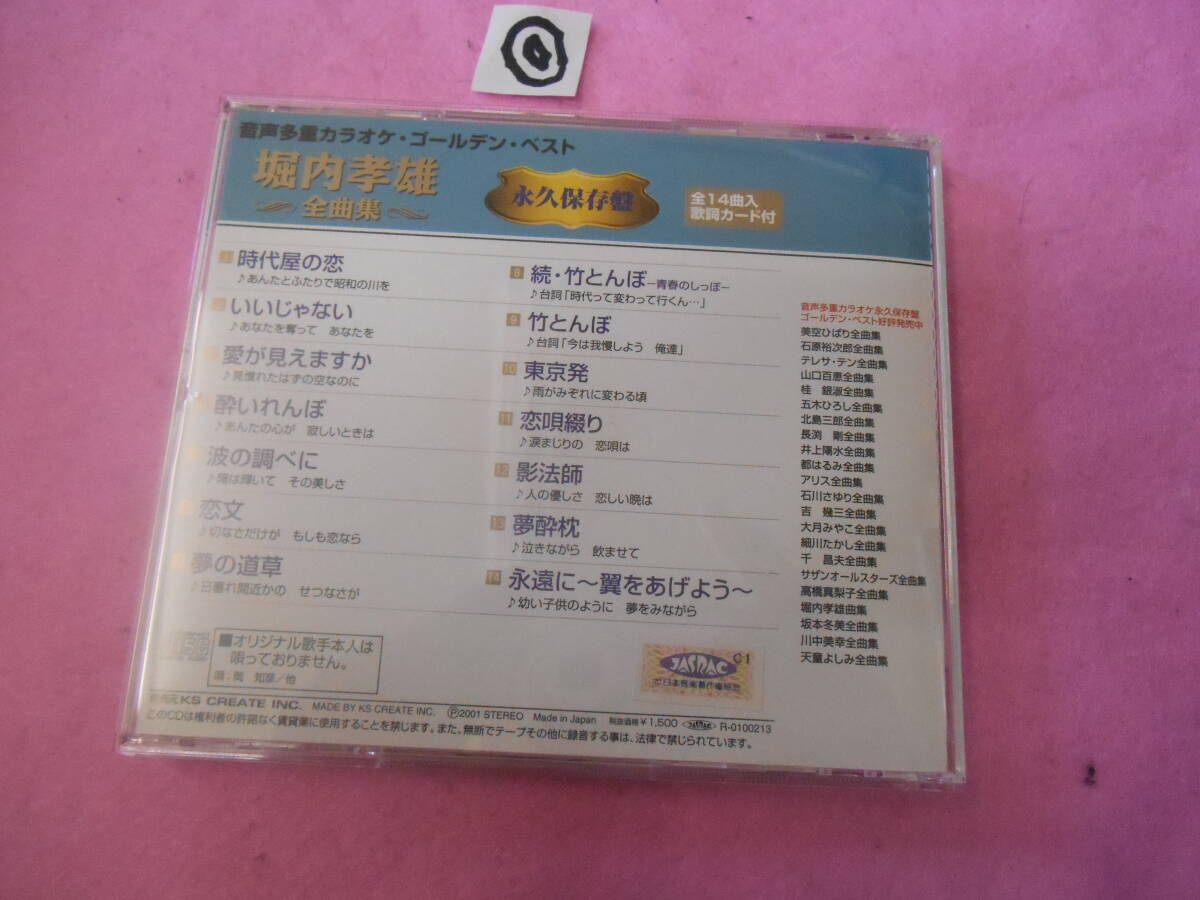 音声多重カラオケ・ゴールデン・ベスト
堀内孝雄
全曲集
永久保存盤
全14曲入
歌詞カード付
1 時代屋の恋
♪あんたとふたりで昭和の川を
いいじゃない
♪あなたを奪って あなたを
愛が見えますか
♪見慣れたはずの空なのに
酔いれんぼ
♪あんたの心が 寂しいときは
波の調べに
♪陽は輝いて その美しさ
恋文
♪切なさだけが もしも恋なら
夢の道草
♪日暮れ間近かの せつなさが
8 続・竹とんぼ−青春のしっぽ−
♪台詞「時代って変わって行くん…」
9 竹とんぼ
♪台詞「今は我慢しよう 俺達」
10 東京発
♪雨がみぞれに変わる頃
11 恋唄綴り
♪涙まじりの 恋唄は
12 影法師
♪人の優しさ 恋しい晩は
13 夢酔枕
♪泣きながら 飲ませて
14 永遠に〜翼をあげよう〜
♪幼い子供のように 夢をみながら
音声多重カラオケ永久保存盤
ゴールデン・ベスト好評発売中
美空ひばり全曲集
石原裕次郎全曲集
テレサ・テン全曲集
山口百恵全曲集
桂 銀淑全曲集
五木ひろし全曲集
北島三郎全曲集
長渕 剛全曲集
井上陽水全曲集
都はるみ全曲集
アリス全曲集
石川さゆり全曲集
吉 幾三全曲集
大月みやこ全曲集
細川たかし全曲集
千 昌夫全曲集
サザンオールスターズ全曲集
高橋真梨子全曲集
堀内孝雄曲集
坂本冬美全曲集
川中美幸全曲集
天童よしみ全曲集
■オリジナル歌手本人は
唄っておりません。
唄：岡 知彦／他
JASRAC C1
KS CREATE INC. MADE BY KS CREATE INC. Ⓟ2001 STEREO Made in Japan 税抜価格￥1,500 JASRAC R-0100213
このCDは権利者の許諾なく賃貸業に使用することを禁じます。また、無断でテープその他に録音する事は、法律で禁じられています。